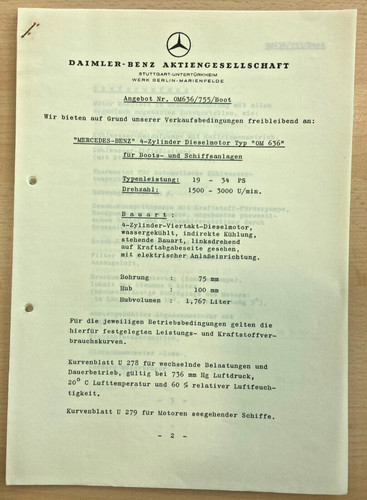 DAIMLER-BENZ AKTIENGESELLSCHAFT
STUTTGART-UNTERTÜRKHEIM
WERK BERLIN-MARIENFELDE
Angebot Nr. OM636/755/Boot
Wir bieten auf Grund unserer Verkaufsbedingungen freibleibend an:
"MERCEDES-BENZ" 4-Zylinder Dieselmotor Typ "OM 636"
für Boots- und Schiffsanlagen
Typenleistung: 19 - 34 PS
Drehzahl: 1500 - 3000 U/min.
Bauart:
4-Zylinder-Viertakt-Dieselmotor,
wassergekühlt, indirekte Kühlung,
stehende Bauart, linksdrehend
auf Kraftabgabeseite gesehen,
mit elektrischer Anlaßeinrichtung.
Bohrung : 75 mm
Hub : 100 mm
Hubvolumen : 1,767 Liter
Für die jeweiligen Betriebsbedingungen gelten die
hierfür festgelegten Leistungs- und Kraftstoffver-
brauchskurven.
Kurvenblatt U 278 für wechselnde Belastungen und
Dauerbetrieb, gültig bei 736 mm Hg Luftdruck,
20° C Lufttemperatur und 60 % relativer Luftfeuch-
tigkeit.
Kurvenblatt U 279 für Motoren seegehender Schiffe.
- 2 -